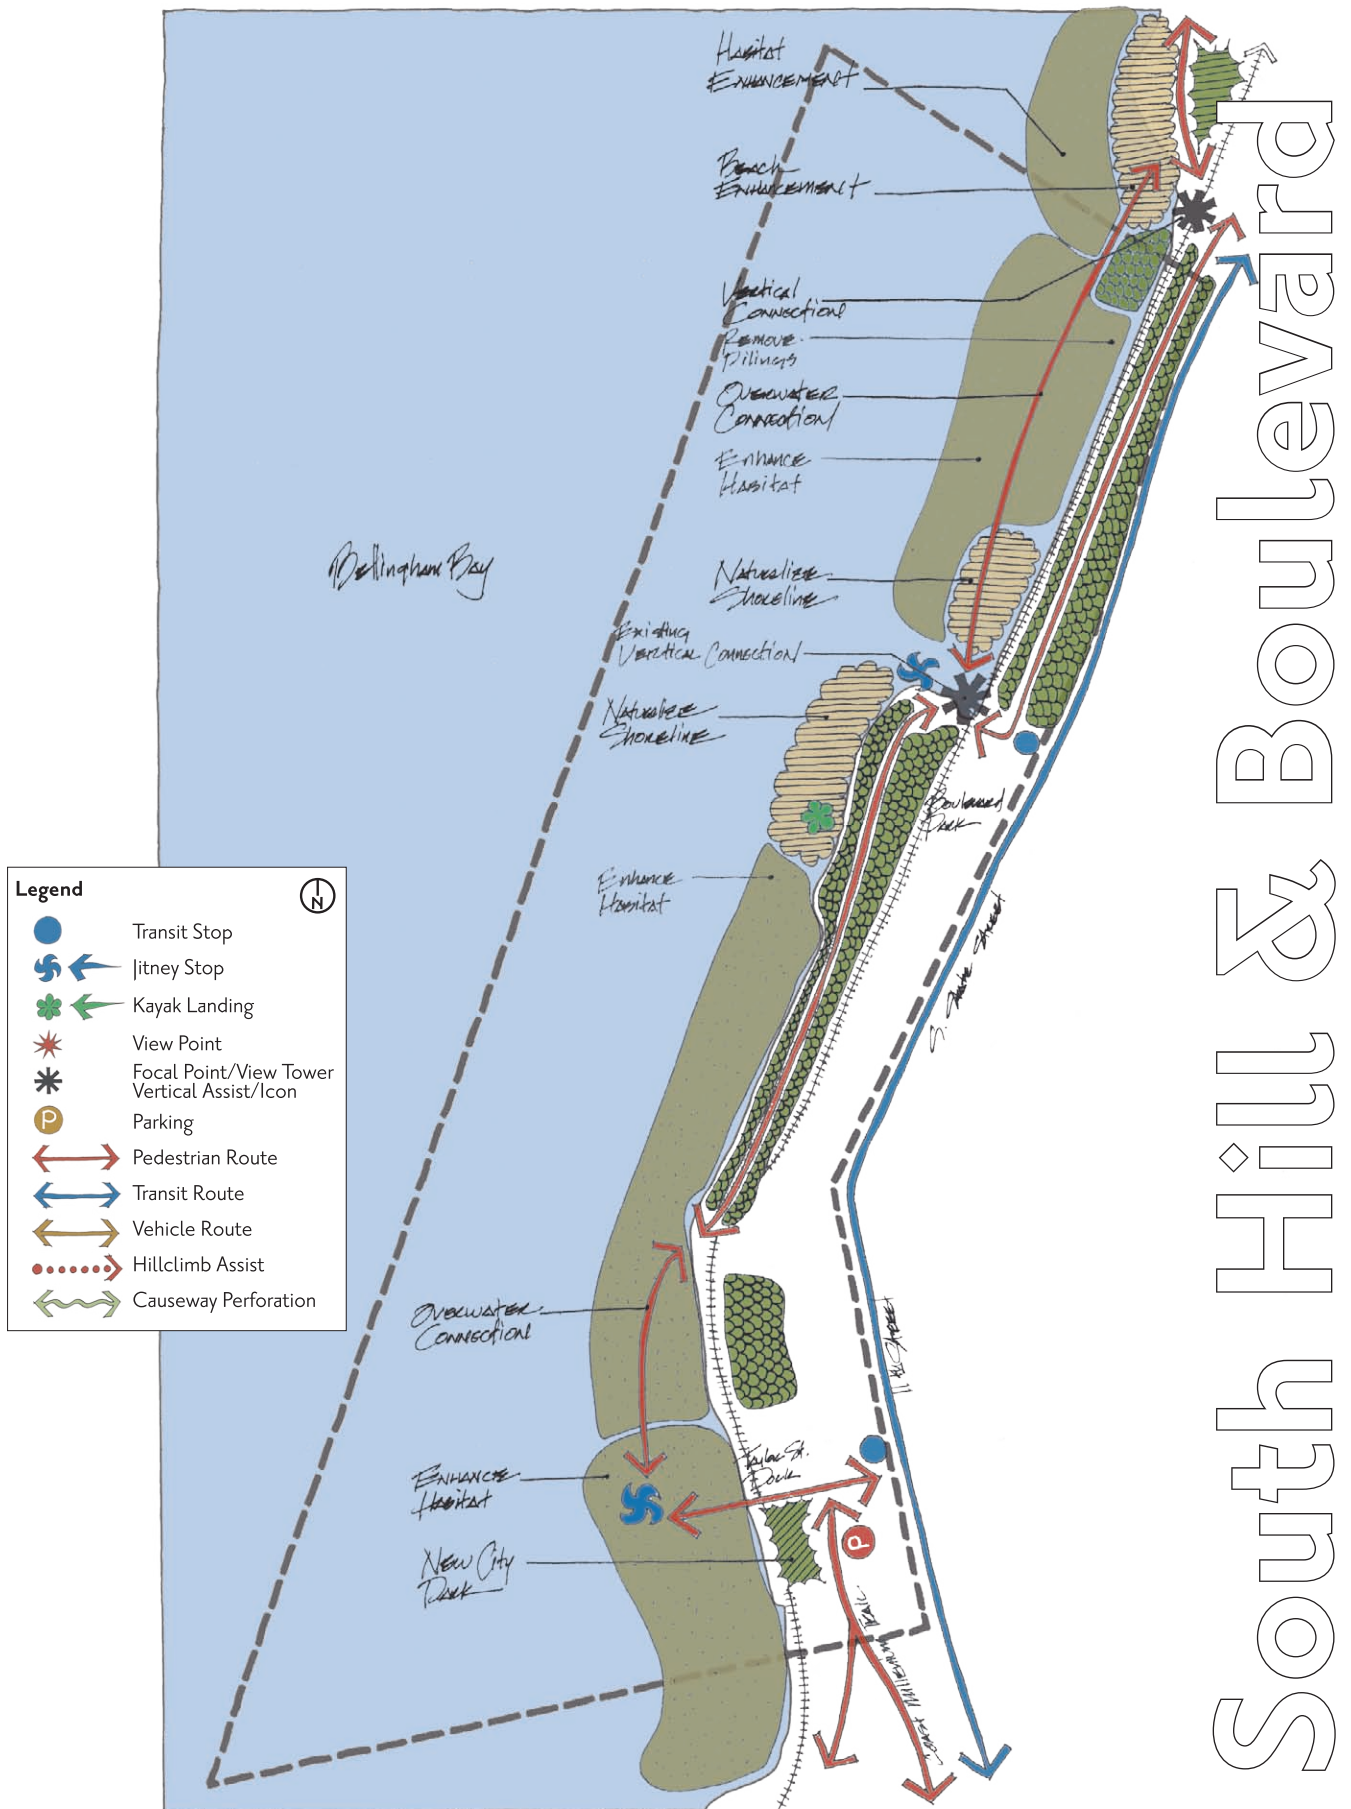 Habitat
Enhancement
Beach
Enhancement
Vertical
Connection
Remove
Pilings
Overwater
Connection
Enhance
Habitat
Bellingham Bay
Naturalize
Shoreline
Existing
Vertical Connection
Naturalize
Shoreline
Boulevard
Park
Enhance
Habitat
S. State Street
Legend
N
Transit Stop
Jitney Stop
Kayak Landing
View Point
Focal Point/View Tower
Vertical Assist/Icon
P
Parking
Pedestrian Route
Transit Route
Vehicle Route
Hillclimb Assist
Causeway Perforation
Overwater
Connection
11th Street
Taylor St.
Dock
Enhance
Habitat
P
New City
Park
Millenium Trail
South Hill & Boulevard